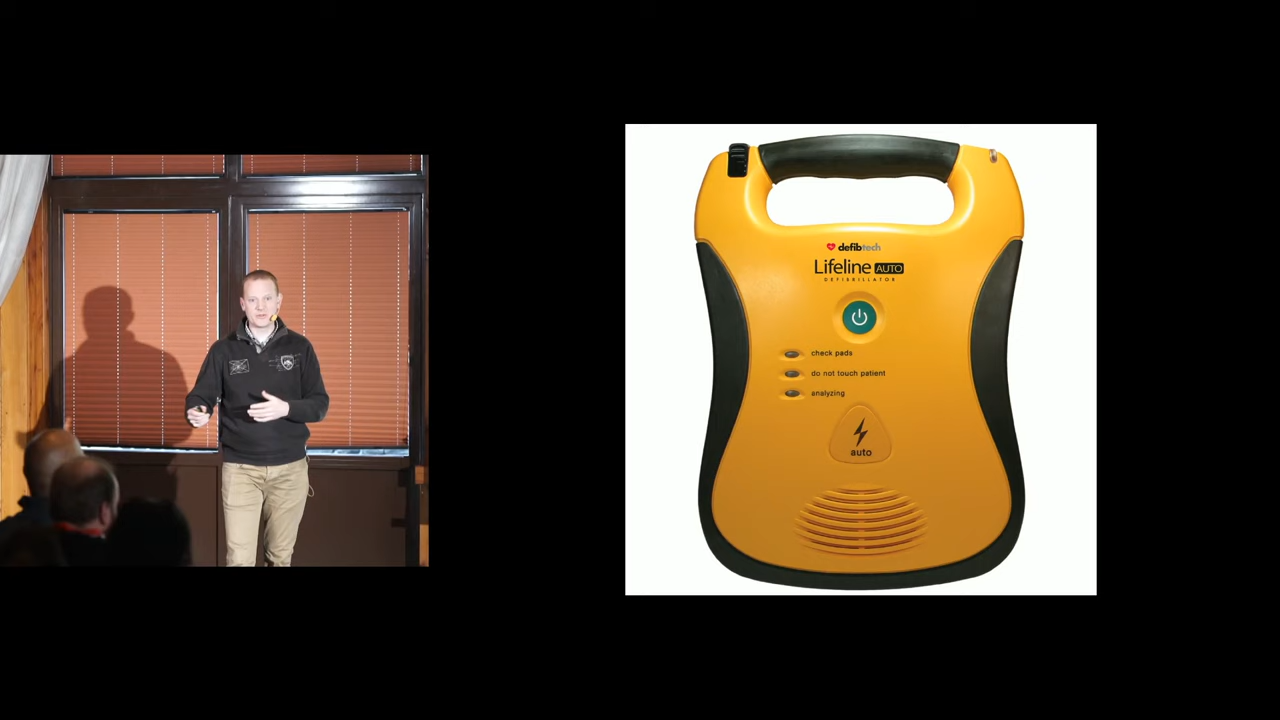 defibtech
Lifeline AUTO
DEFIBRILLATOR
check pads
do not touch patient
analyzing
auto